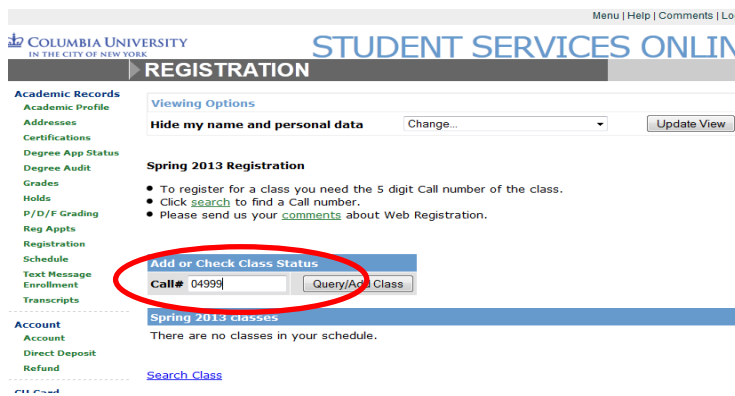 Menu | Help | Comments | Lo
COLUMBIA UNIVERSITY
IN THE CITY OF NEW YORK
STUDENT SERVICES ONLIN
REGISTRATION
Academic Records
Academic Profile
Addresses
Certifications
Degree App Status
Degree Audit
Grades
Holds
P/D/F Grading
Reg Appts
Registration
Schedule
Text Message
Enrollment
Transcripts
Account
Account
Direct Deposit
Refund
CU Card
Viewing Options
Hide my name and personal data Change... Update View
Spring 2013 Registration
• To register for a class you need the 5 digit Call number of the class.
• Click search to find a Call number.
• Please send us your comments about Web Registration.
Add or Check Class Status
Call# 04999 Query/Add Class
Spring 2013 classes
There are no classes in your schedule.
Search Class